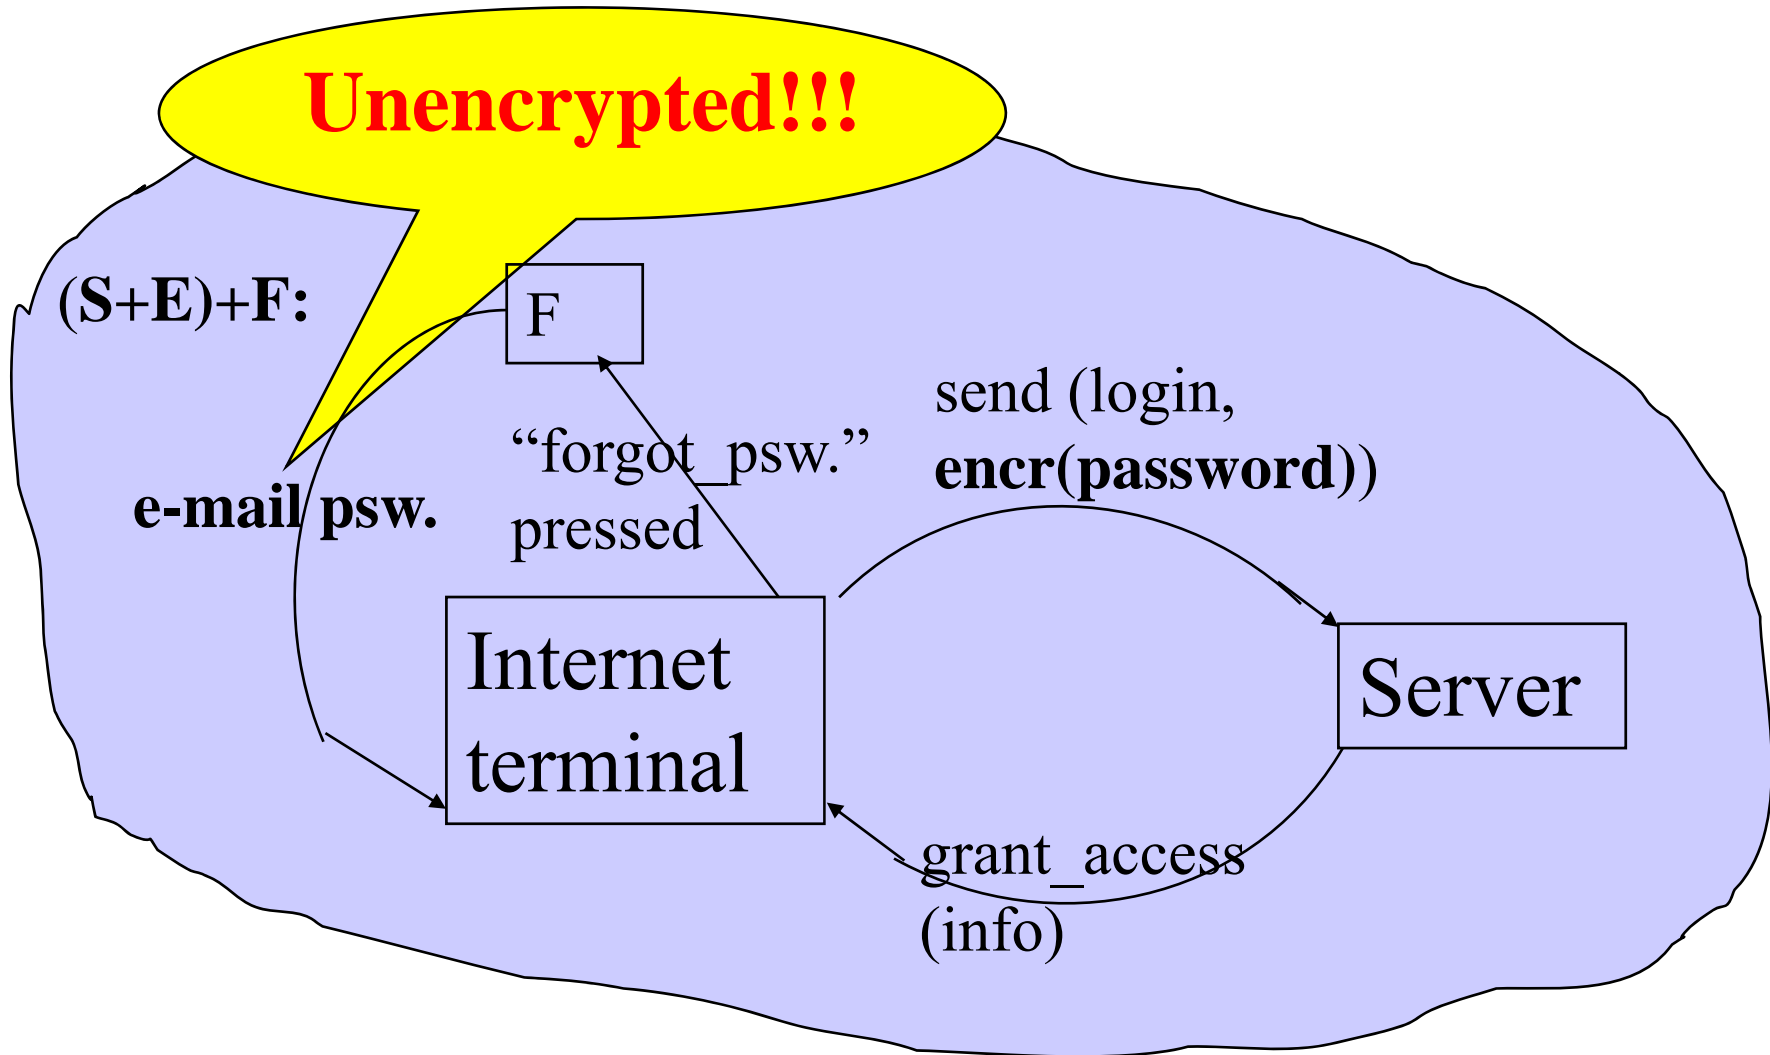 Unencrypted!!!
(S+E)+F:
F
send (login,
encr(password))
“forgot_psw.”
pressed
e-mail psw.
Internet
terminal
Server
grant_access
(info)